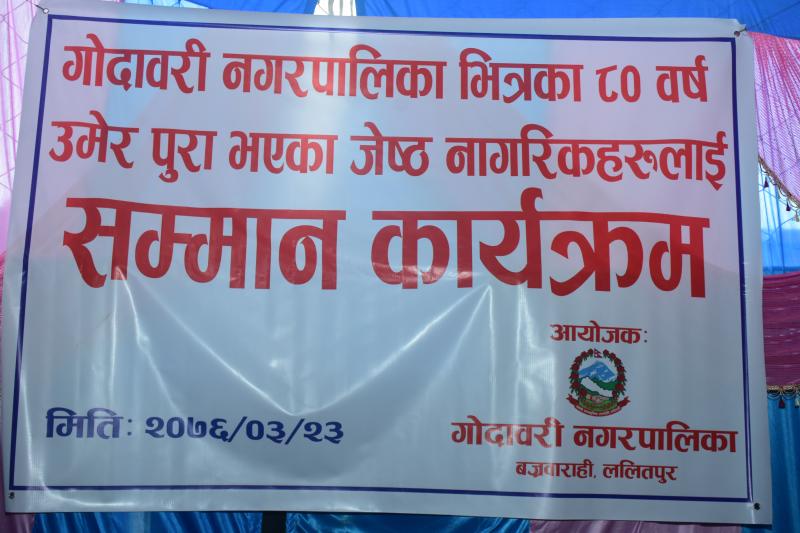 गोदावरी नगरपालिका भित्रका ८० वर्ष
उमेर पुरा भएका जेष्ठ नागरिकहरुलाई
सम्मान कार्यक्रम
आयोजक:
मिति: २०७६/०३/२३
गोदावरी नगरपालिका
बज्रवाराही, ललितपुर